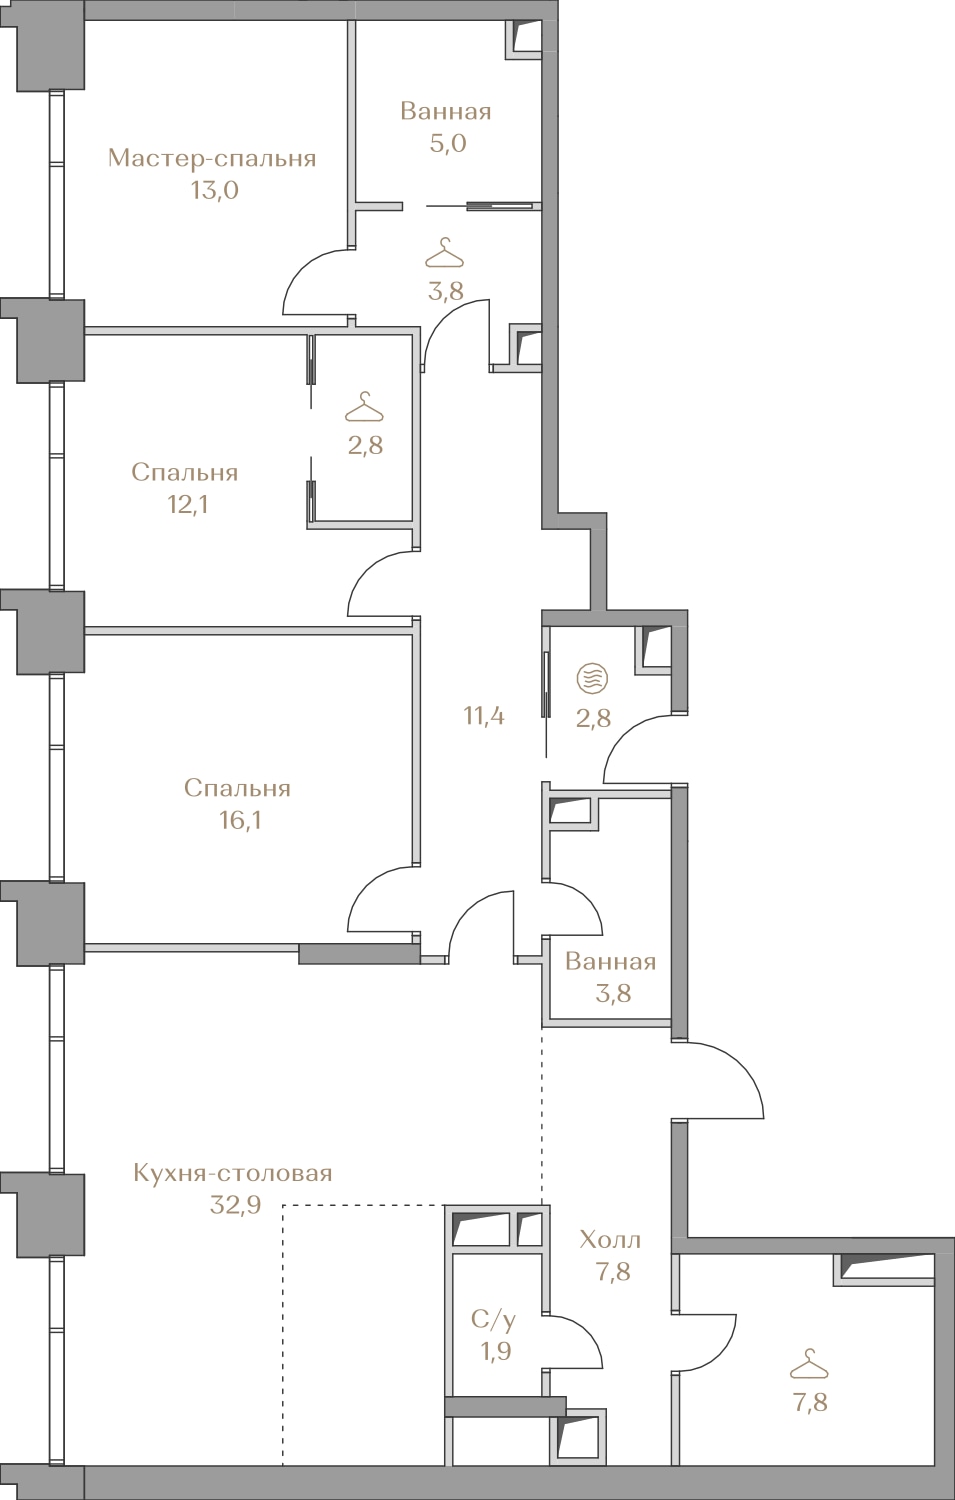 Ванная
5,0
Мастер-спальня
13,0
3,8
2,8
Спальня
12,1
11,4
2,8
Спальня
16,1
Ванная
3,8
Кухня-столовая
32,9
Холл
7,8
С/у
1,9
7,8